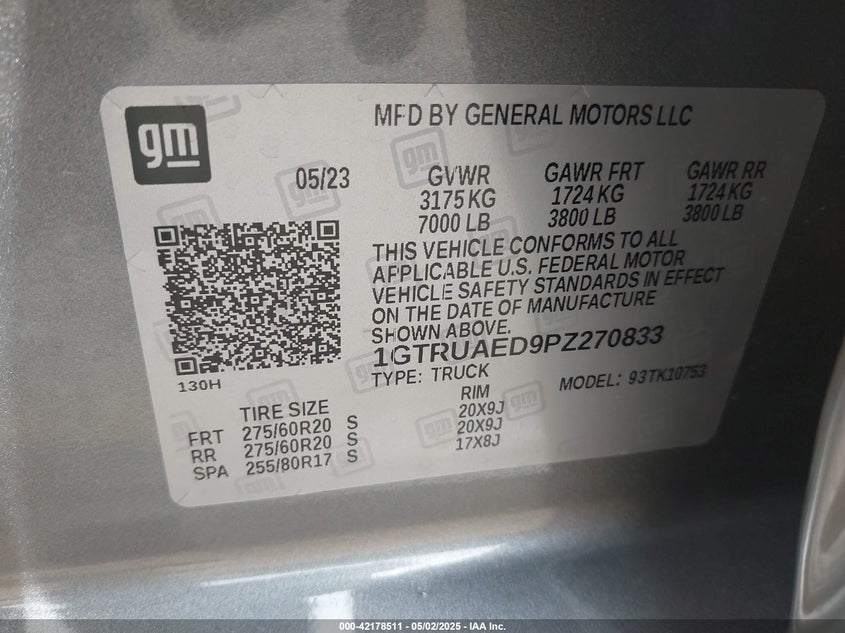 gm
MFD BY GENERAL MOTORS LLC
05/23
GVWR GAWR FRT GAWR RR
3175 KG 1724 KG 1724 KG
7000 LB 3800 LB 3800 LB
THIS VEHICLE CONFORMS TO ALL
APPLICABLE U.S. FEDERAL MOTOR
VEHICLE SAFETY STANDARDS IN EFFECT
ON THE DATE OF MANUFACTURE
SHOWN ABOVE.
1GTRUAED9PZ270833
TYPE: TRUCK MODEL: 93TK10753
130H
TIRE SIZE RIM
FRT 275/60R20 S 20X9J
RR 275/60R20 S 20X9J
SPA 255/80R17 S 17X8J
000-42178511 - 05/02/2025 - IAA Inc.